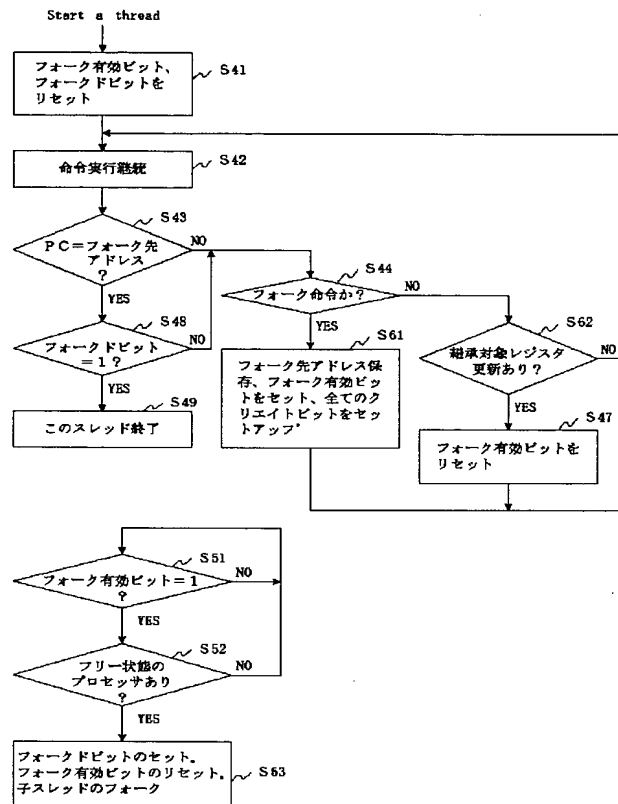 Start a thread
フォーク有効ビット、
フォークドビットを
リセット
S41
命令実行継続
S42
S43
PC=フォーク先
アドレス
?
NO
YES
S48
フォークドビット
=1?
NO
YES
S49
このスレッド終了
S44
フォーク命令か?
NO
YES
S61
フォーク先アドレス保
存、フォーク有効ビッ
トをセット、全てのク
リエイトビットをセッ
トアップ
S62
継承対象レジスタ
更新あり?
NO
YES
S47
フォーク有効ビットを
リセット
S51
フォーク有効ビット=1
?
NO
YES
S52
フリー状態の
プロセッサあり
?
NO
YES
フォークドビットのセット.
フォーク有効ビットのリセット.
子スレッドのフォーク
S53